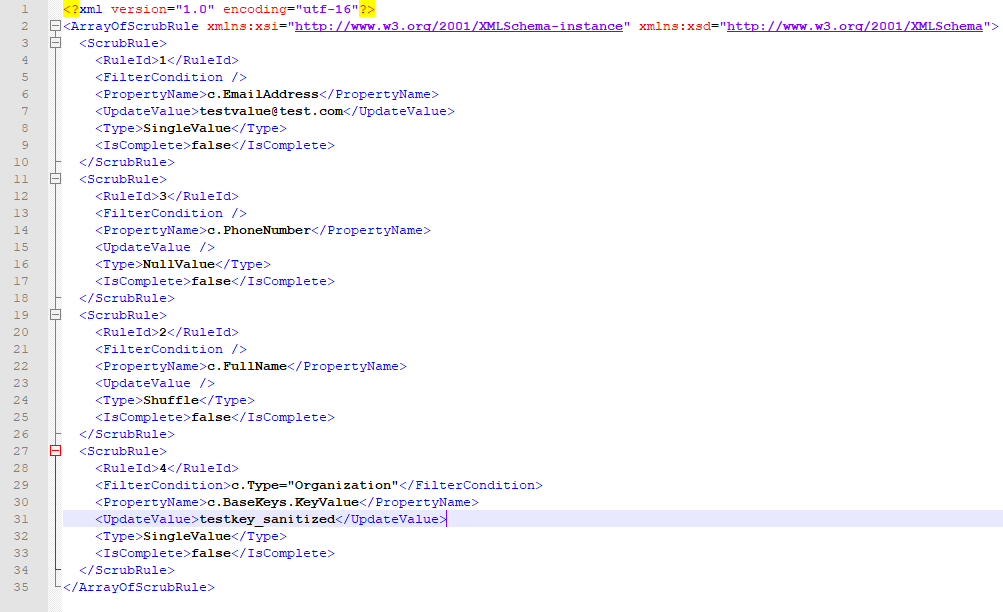 1 <?xml version="1.0" encoding="utf-16"?>
2 <ArrayOfScrubRule xmlns:xsi="http://www.w3.org/2001/XMLSchema-instance" xmlns:xsd="http://www.w3.org/2001/XMLSchema">
3 <ScrubRule>
4 <RuleId>1</RuleId>
5 <FilterCondition />
6 <PropertyName>c.EmailAddress</PropertyName>
7 <UpdateValue>testvalue@test.com</UpdateValue>
8 <Type>SingleValue</Type>
9 <IsComplete>false</IsComplete>
10 </ScrubRule>
11 <ScrubRule>
12 <RuleId>3</RuleId>
13 <FilterCondition />
14 <PropertyName>c.PhoneNumber</PropertyName>
15 <UpdateValue />
16 <Type>NullValue</Type>
17 <IsComplete>false</IsComplete>
18 </ScrubRule>
19 <ScrubRule>
20 <RuleId>2</RuleId>
21 <FilterCondition />
22 <PropertyName>c.FullName</PropertyName>
23 <UpdateValue />
24 <Type>Shuffle</Type>
25 <IsComplete>false</IsComplete>
26 </ScrubRule>
27 <ScrubRule>
28 <RuleId>4</RuleId>
29 <FilterCondition>c.Type="Organization"</FilterCondition>
30 <PropertyName>c.BaseKeys.KeyValue</PropertyName>
31 <UpdateValue>testkey_sanitized</UpdateValue>
32 <Type>SingleValue</Type>
33 <IsComplete>false</IsComplete>
34 </ScrubRule>
35 </ArrayOfScrubRule>